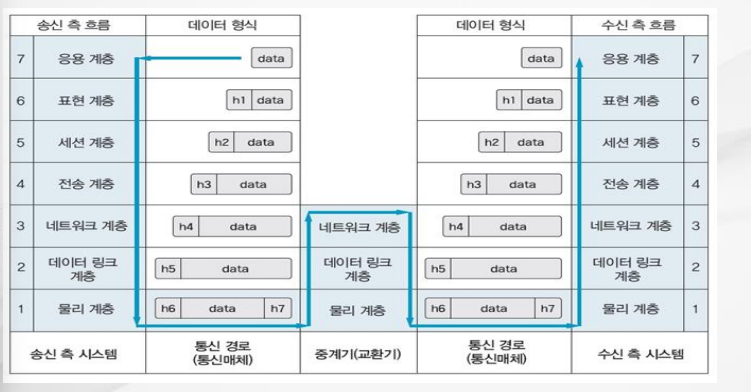 송신 측 흐름 데이터 형식 데이터 형식 수신 측 흐름
7 응용 계층 data data 응용 계층 7
6 표현 계층 h1 data h1 data 표현 계층 6
5 세션 계층 h2 data h2 data 세션 계층 5
4 전송 계층 h3 data h3 data 전송 계층 4
3 네트워크 계층 h4 data 네트워크 계층 h4 data 네트워크 계층 3
2 데이터 링크 계층 h5 data 데이터 링크 계층 h5 data 데이터 링크 계층 2
1 물리 계층 h6 data h7 물리 계층 h6 data h7 물리 계층 1
송신 측 시스템 통신 경로 (통신매체) 중계기(교환기) 통신 경로 (통신매체) 수신 측 시스템